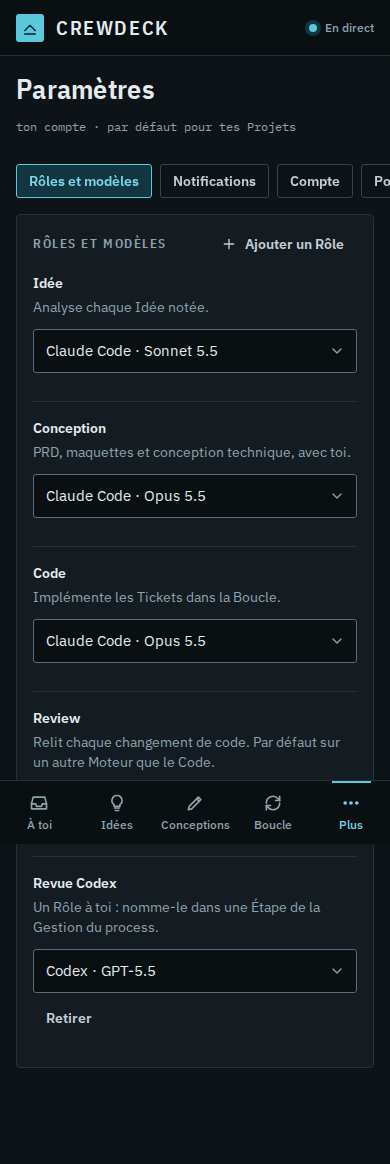 CREWDECK
En direct
Paramètres
ton compte · par défaut pour tes Projets
Rôles et modèles
Notifications
Compte
Po
RÔLES ET MODÈLES
Ajouter un Rôle
Idée
Analyse chaque Idée notée.
Claude Code · Sonnet 5.5
Conception
PRD, maquettes et conception technique, avec toi.
Claude Code · Opus 5.5
Code
Implémente les Tickets dans la Boucle.
Claude Code · Opus 5.5
Review
Relit chaque changement de code. Par défaut sur
un autre Moteur que le Code.
À toi
Idées
Conceptions
Boucle
Plus
Revue Codex
Un Rôle à toi : nomme-le dans une Étape de la
Gestion du process.
Codex · GPT-5.5
Retirer